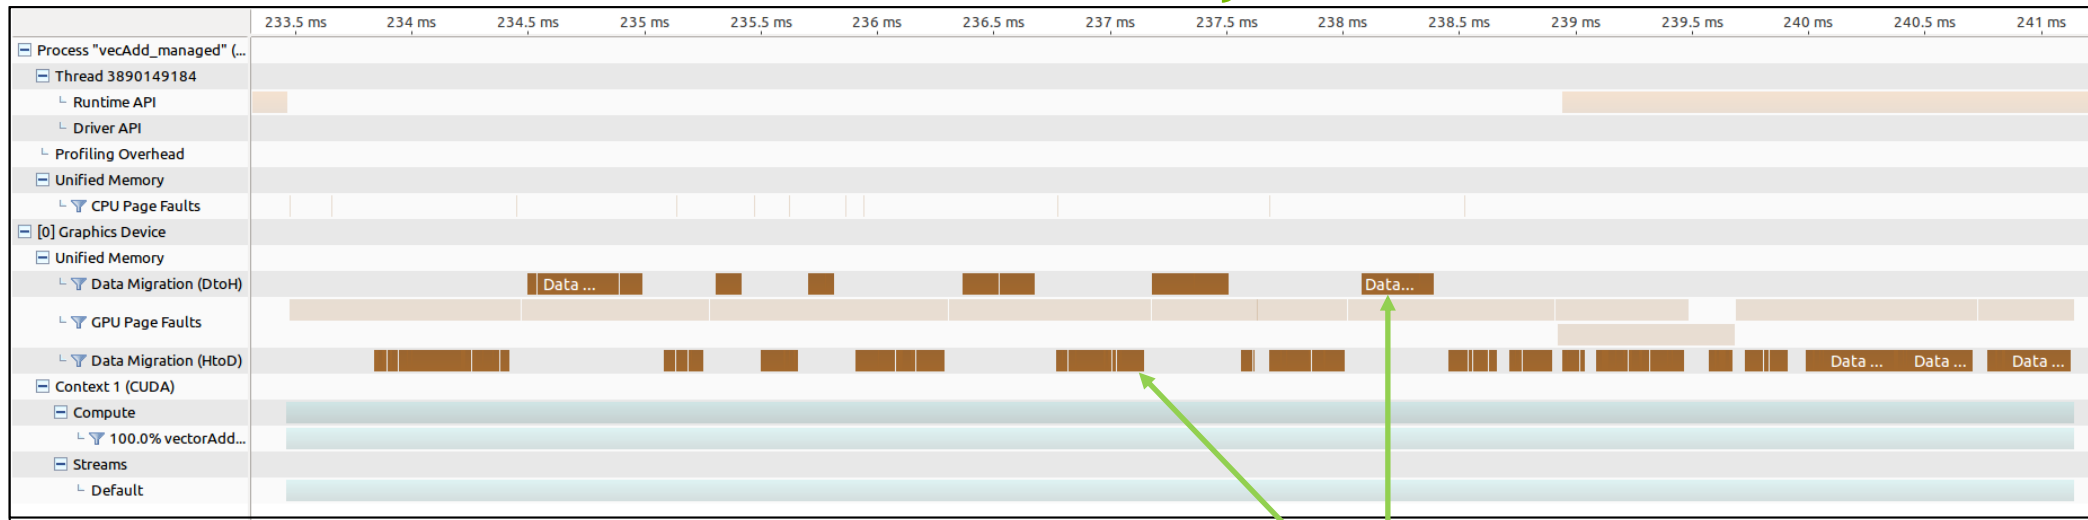 233.5 ms 234 ms 234.5 ms 235 ms 235.5 ms 236 ms 236.5 ms 237 ms 237.5 ms 238 ms 238.5 ms 239 ms 239.5 ms 240 ms 240.5 ms 241 ms
Process "vecAdd_managed" (...
Thread 3890149184
Runtime API
Driver API
Profiling Overhead
Unified Memory
CPU Page Faults
[0] Graphics Device
Unified Memory
Data Migration (DtoH) Data ... Data...
GPU Page Faults
Data Migration (HtoD) Data ... Data ... Data ...
Context 1 (CUDA)
Compute
100.0% vectorAdd...
Streams
Default